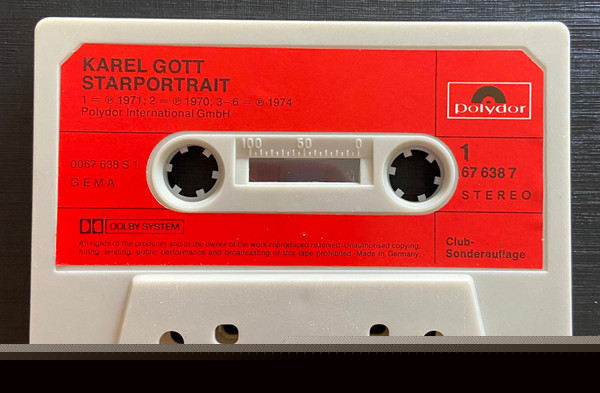 KAREL GOTT
STARPORTRAIT
1 = ℗ 1971; 2 = ℗ 1970; 3-6 = ℗ 1974
Polydor International GmbH
polydor
100 50 0
0067 638 S 1
GEMA
1
67 638 7
STEREO
DOLBY SYSTEM
All rights of the producer and of the owner of the work reproduced reserved. Unauthorised copying,
hiring, lending, public performance and broadcasting of this tape prohibited. Made in Germany.
Club-
Sonderauflage